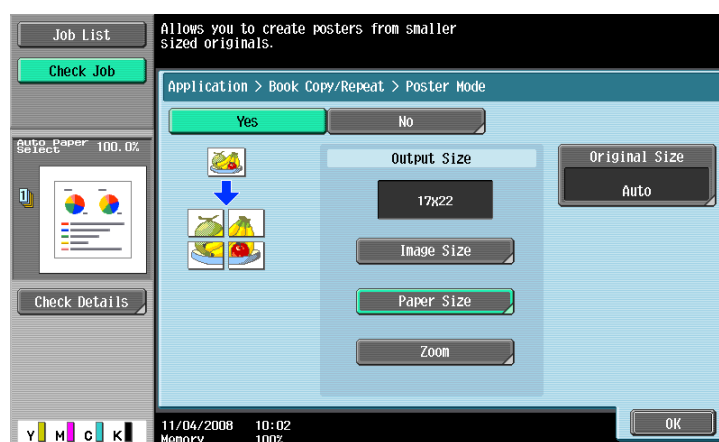 Job List
Check Job
Allows you to create posters from smaller
sized originals.
Application > Book Copy/Repeat > Poster Mode
Yes
No
Auto Paper
Select
100.0%
1
Check Details
Output Size
17x22
Image Size
Paper Size
Zoom
Original Size
Auto
Y M C K
11/04/2008 10:02
Memory 100%
OK